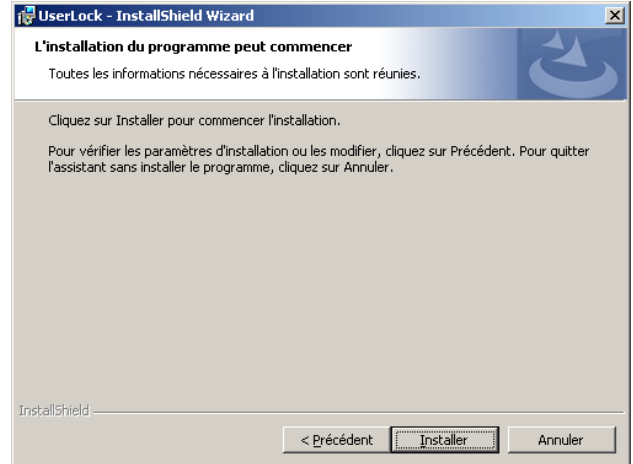 UserLock - InstallShield Wizard
L'installation du programme peut commencer
Toutes les informations nécessaires à l'installation sont réunies.
Cliquez sur Installer pour commencer l'installation.
Pour vérifier les paramètres d'installation ou les modifier, cliquez sur Précédent. Pour quitter
l'assistant sans installer le programme, cliquez sur Annuler.
InstallShield
< Précédent Installer Annuler